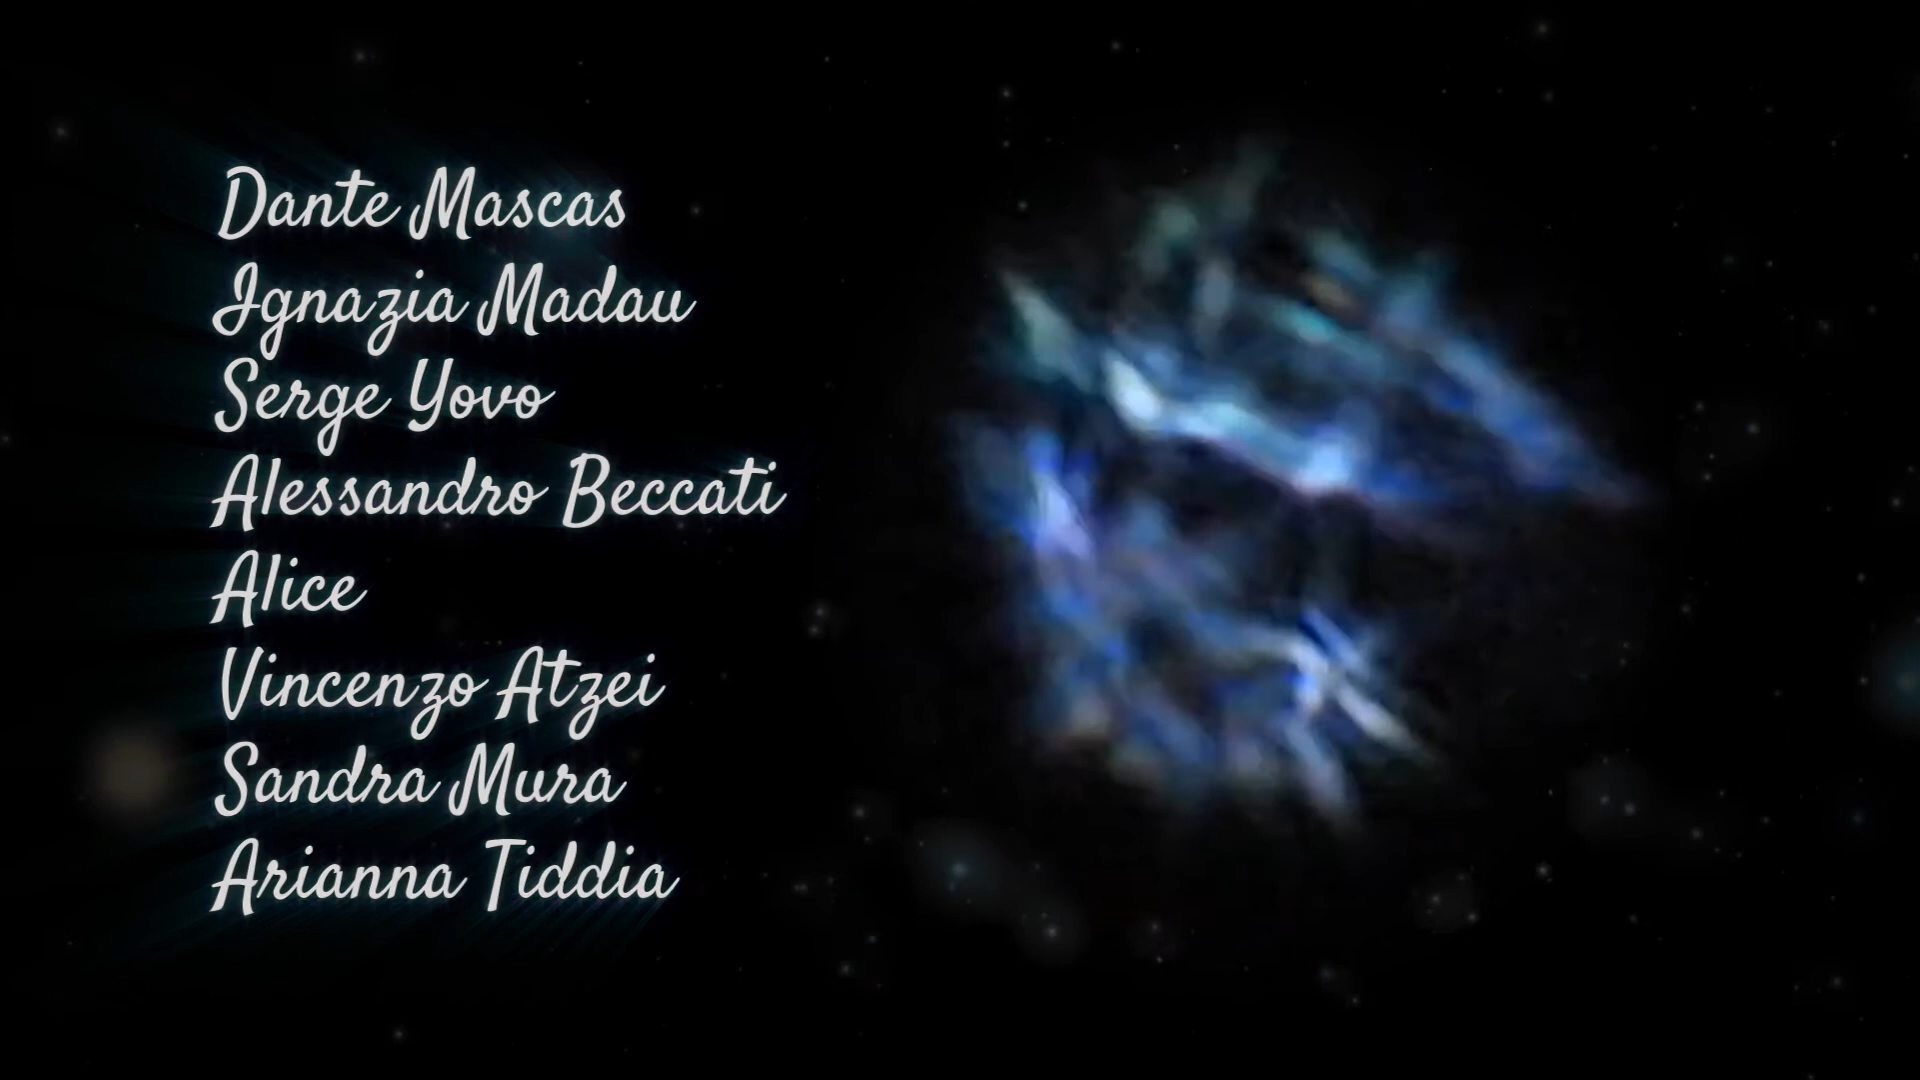 Dante Mascas
Ignazia Madau
Serge Yovo
Alessandro Beccati
Alice
Vincenzo Atzei
Sandra Mura
Arianna Tiddia